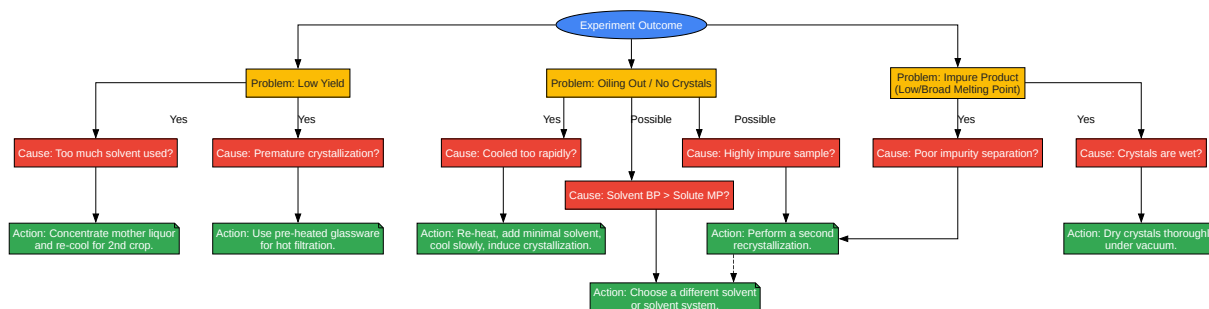 Experiment Outcome
Problem: Low Yield
Problem: Oiling Out / No Crystals
Problem: Impure Product
(Low/Broad Melting Point)
Yes
Yes
Yes
Possible
Possible
Yes
Yes
Cause: Too much solvent used?
Cause: Premature crystallization?
Cause: Cooled too rapidly?
Cause: Highly impure sample?
Cause: Poor impurity separation?
Cause: Crystals are wet?
Cause: Solvent BP > Solute MP?
Action: Concentrate mother liquor
and re-cool for 2nd crop.
Action: Use pre-heated glassware
for hot filtration.
Action: Re-heat, add minimal solvent,
cool slowly, induce crystallization.
Action: Perform a second
recrystallization.
Action: Dry crystals thoroughl
under vacuum.
Action: Choose a different solvent
or solvent system.